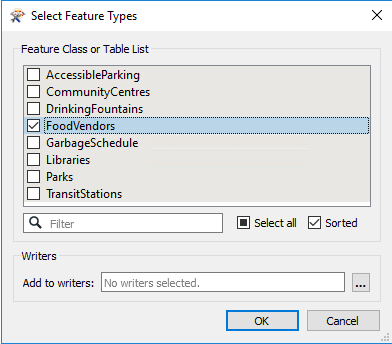 Select Feature Types
Feature Class or Table List
AccessibleParking
CommunityCentres
DrinkingFountains
FoodVendors
GarbageSchedule
Libraries
Parks
TransitStations
Filter Select all Sorted
Writers
Add to writers: No writers selected. ...
OK Cancel